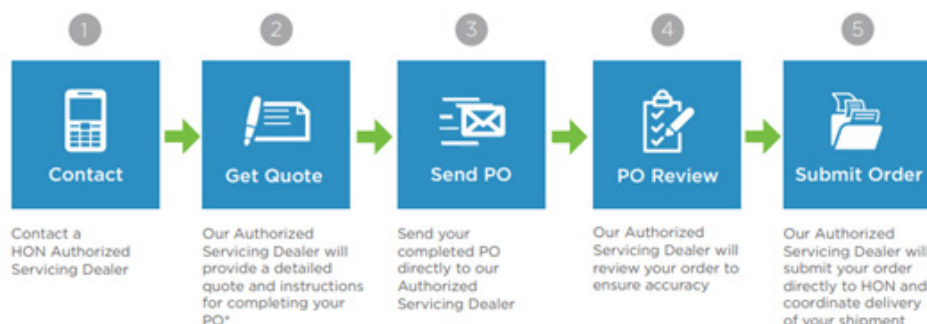 1
2
3
4
5
Contact
Get Quote
Send PO
PO Review
Submit Order
Contact a
HON Authorized
Servicing Dealer
Our Authorized
Servicing Dealer will
provide a detailed
quote and instructions
for completing your
PO*
Send your
completed PO
directly to our
Authorized
Servicing Dealer
Our Authorized
Servicing Dealer will
review your order to
ensure accuracy
Our Authorized
Servicing Dealer will
submit your order
directly to HON and
coordinate delivery
of your shipment